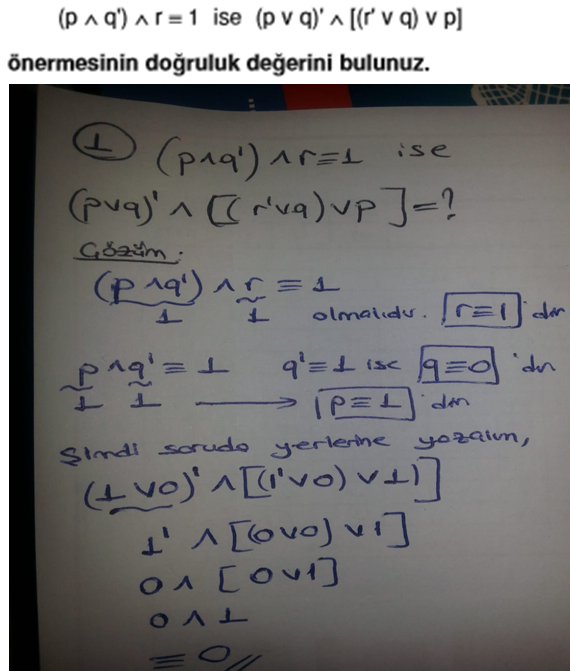 (p ∧ q') ∧ r ≡ 1 ise (p v q)' ∧ [(r' v q) v p]
önermesinin doğruluk değerini bulunuz.
1 (p∧q') ∧ r ≡ 1 ise
(p∨q)' ∧ [(r'∨q) ∨ p] = ?
Çözüm:
(p ∧ q') ∧ r ≡ 1
1 1 olmalıdır. r ≡ 1 'dir
p ∧ q' ≡ 1 q' ≡ 1 ise q ≡ 0 'dır
1 1 → p ≡ 1 'dir
Şimdi soruda yerlerine yazalım,
(1 ∨ 0)' ∧ [(1' ∨ 0) ∨ 1)]
1' ∧ [(0 ∨ 0) ∨ 1]
0 ∧ [0 ∨ 1]
0 ∧ 1
≡ 0 //